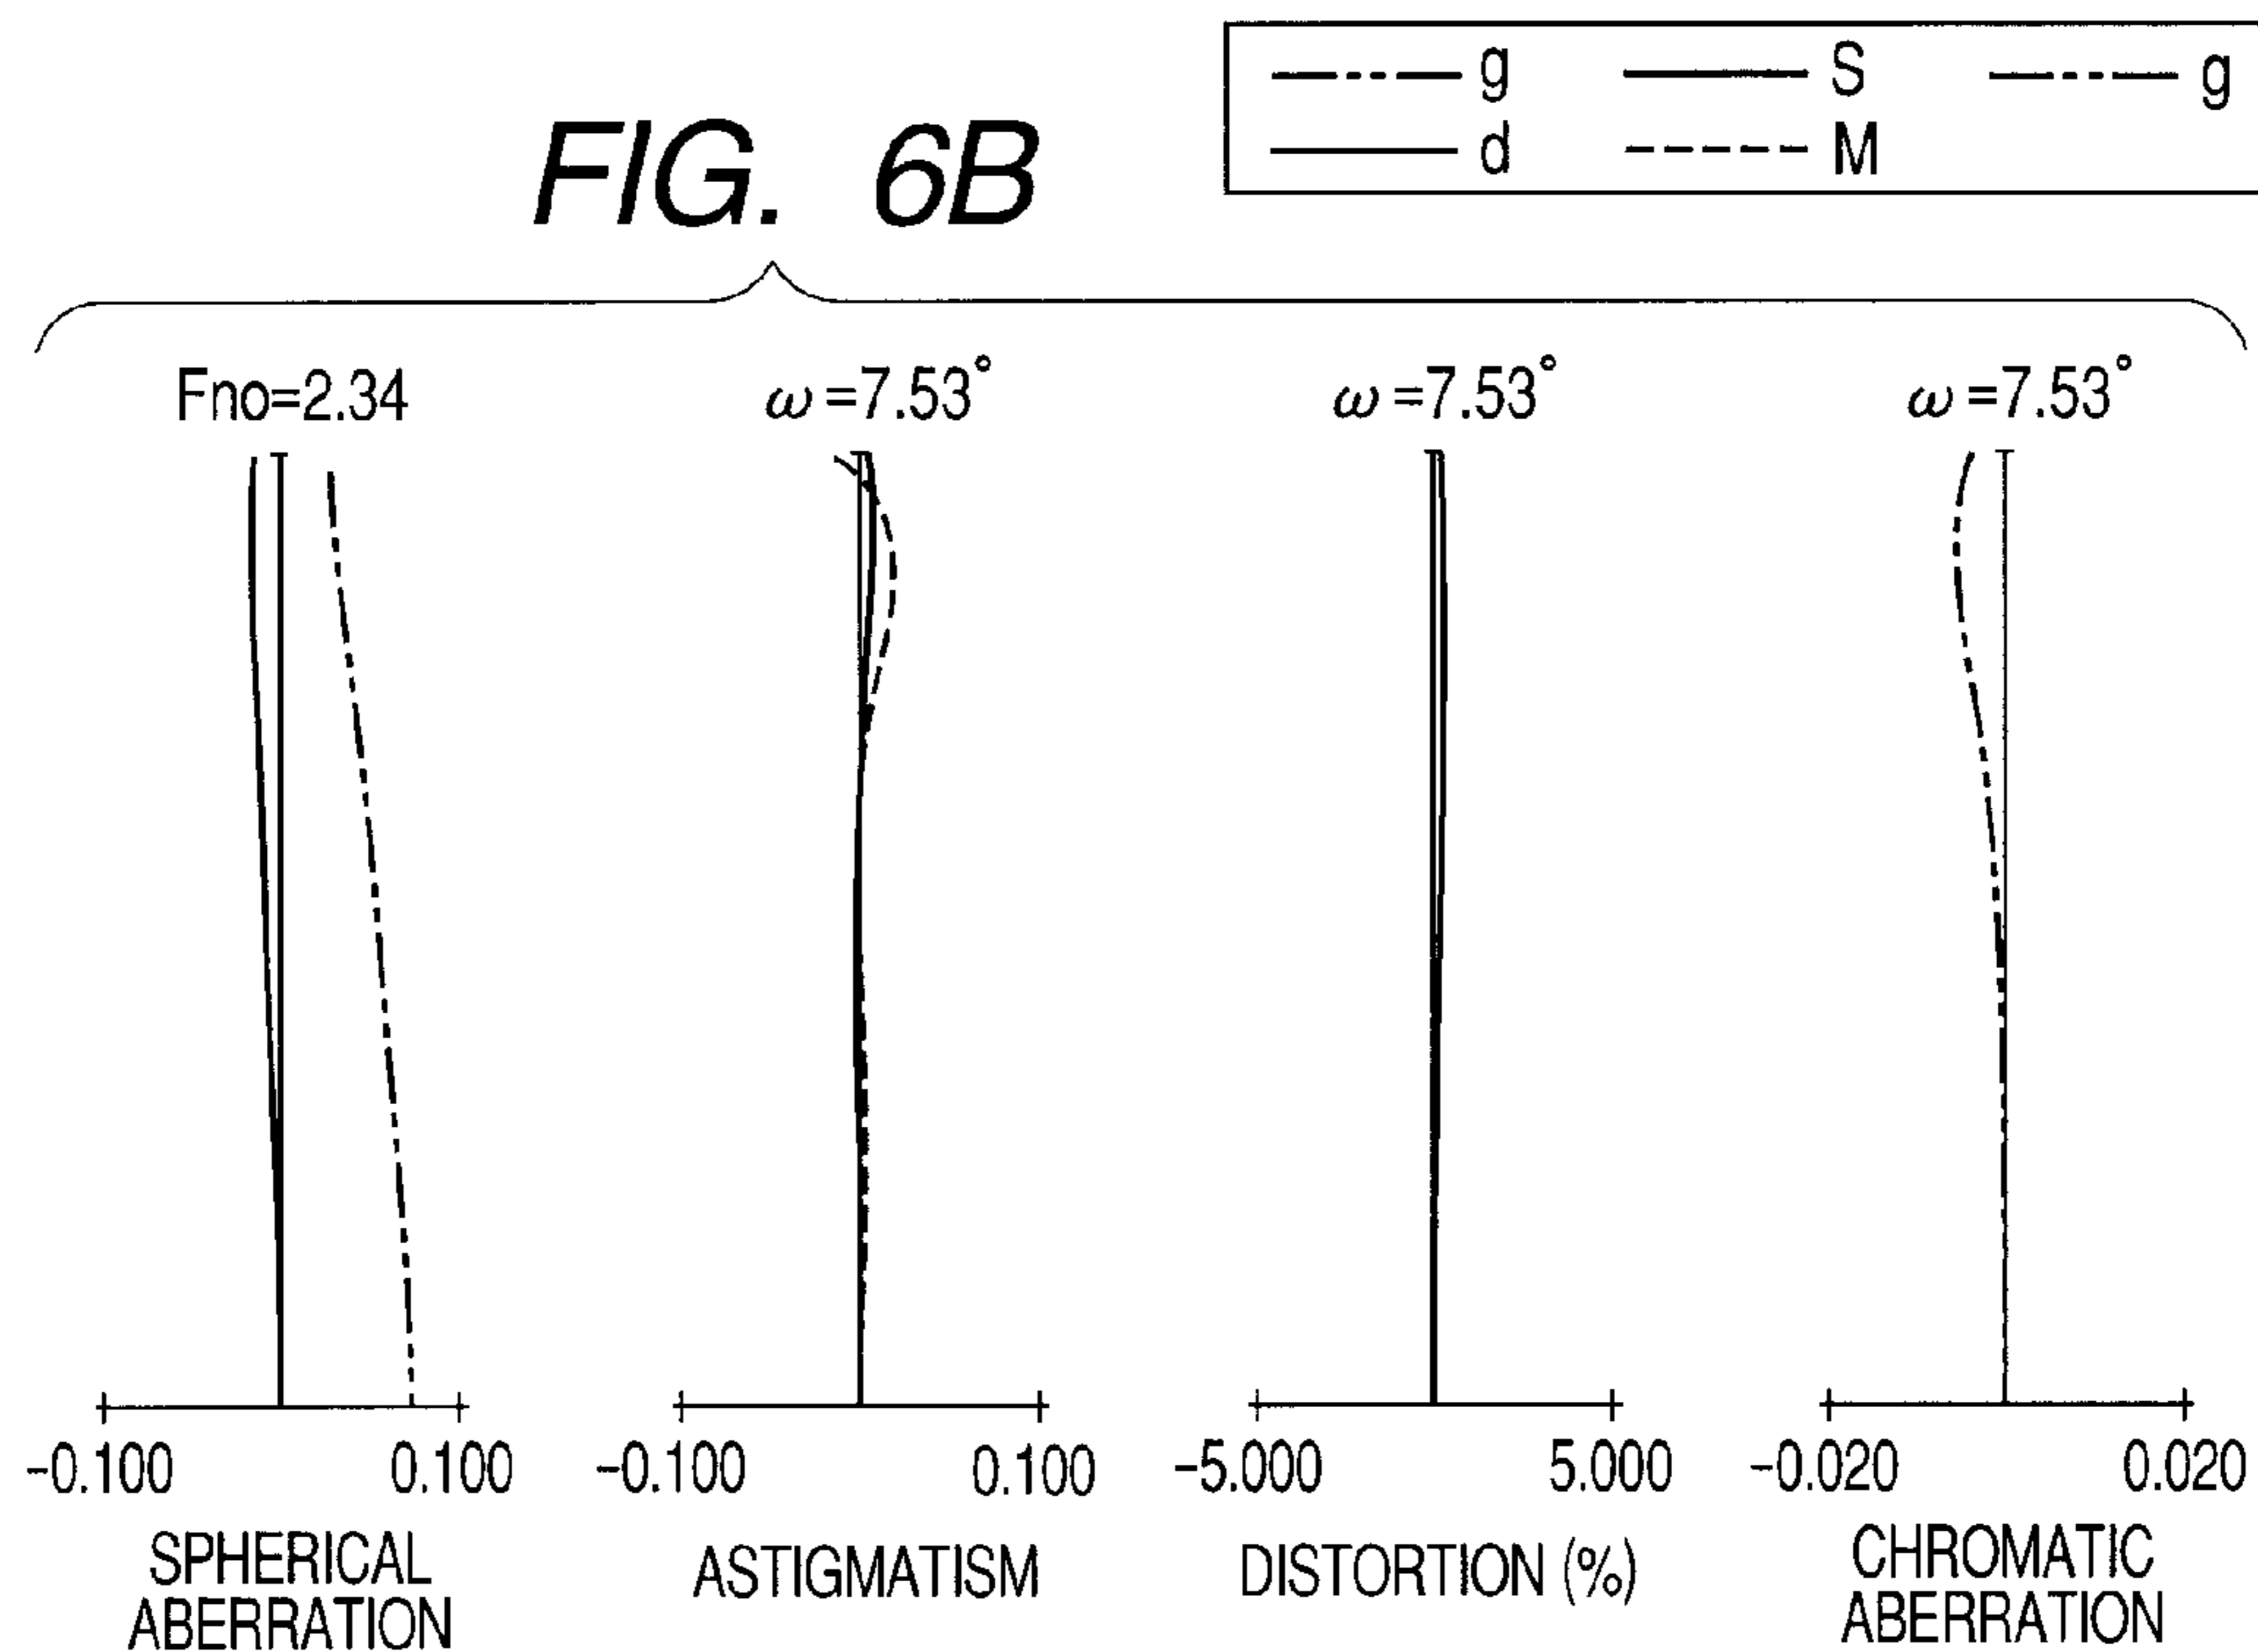 FIG. 6B
g S g
d M
Fno=2.34 ω=7.53° ω=7.53° ω=7.53°
-0.100 0.100 -0.100 0.100 -5.000 5.000 -0.020 0.020
SPHERICAL ABERRATION
ASTIGMATISM
DISTORTION (%)
CHROMATIC ABERRATION